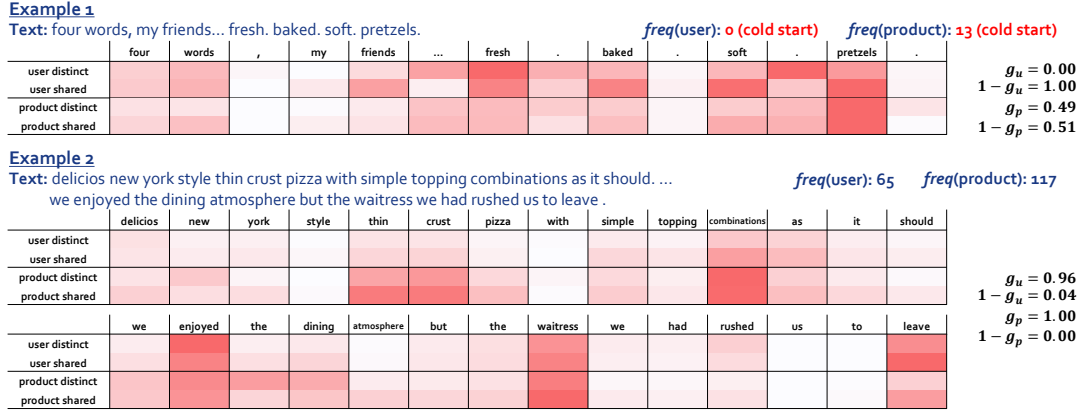 Example 1
Text: four words, my friends... fresh. baked. soft. pretzels. freq(user): 0 (cold start) freq(product): 13 (cold start)
four words , my friends ... fresh . baked . soft . pretzels .
user distinct
user shared
product distinct
product shared
g_u = 0.00
1 − g_u = 1.00
g_p = 0.49
1 − g_p = 0.51
Example 2
Text: delicios new york style thin crust pizza with simple topping combinations as it should. ... freq(user): 65 freq(product): 117
we enjoyed the dining atmosphere but the waitress we had rushed us to leave .
delicios new york style thin crust pizza with simple topping combinations as it should
user distinct
user shared
product distinct
product shared
g_u = 0.96
1 − g_u = 0.04
g_p = 1.00
1 − g_p = 0.00
we enjoyed the dining atmosphere but the waitress we had rushed us to leave
user distinct
user shared
product distinct
product shared